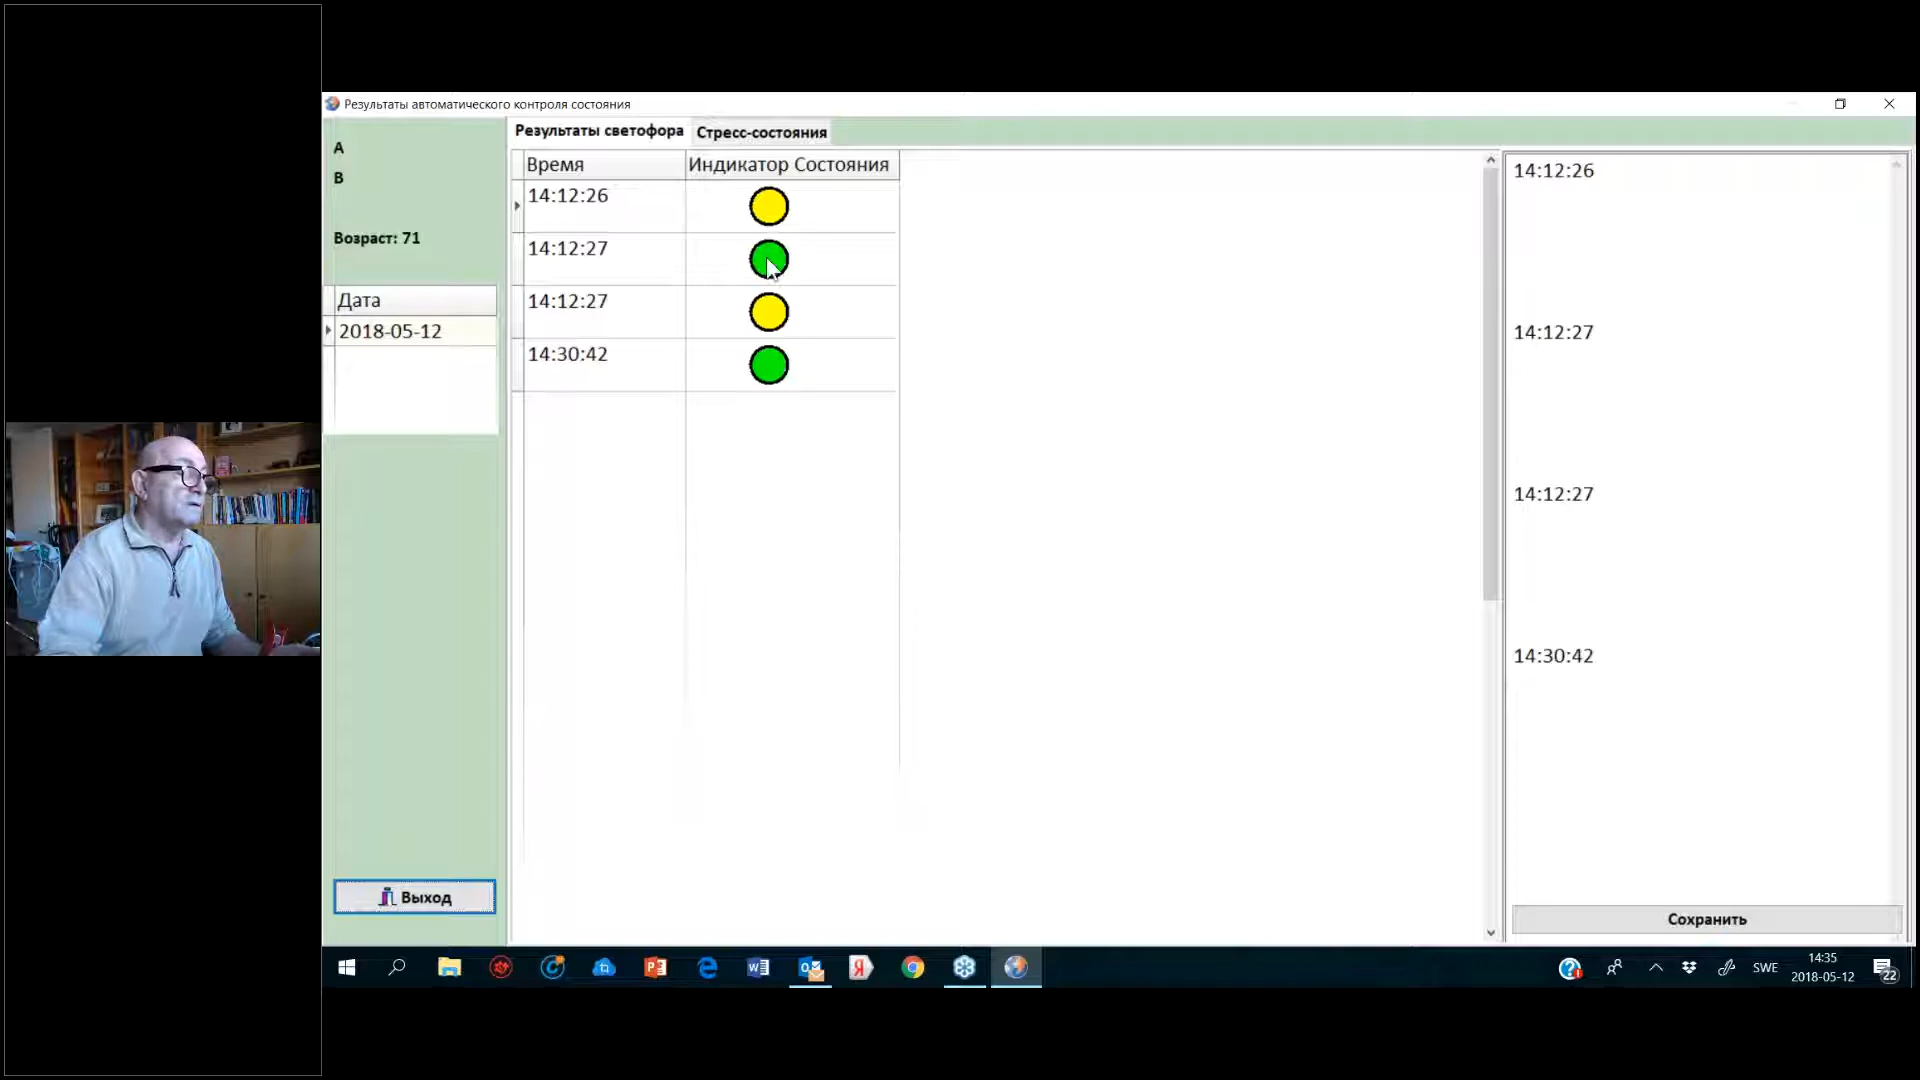 Результаты автоматического контроля состояния
A
B
Возраст: 71
Дата
2018-05-12
Выход
Результаты светофора
Стресс-состояния
Время
Индикатор Состояния
14:12:26
14:12:27
14:12:27
14:30:42
14:12:26
14:12:27
14:12:27
14:30:42
Сохранить
SWE
14:35
2018-05-12
22